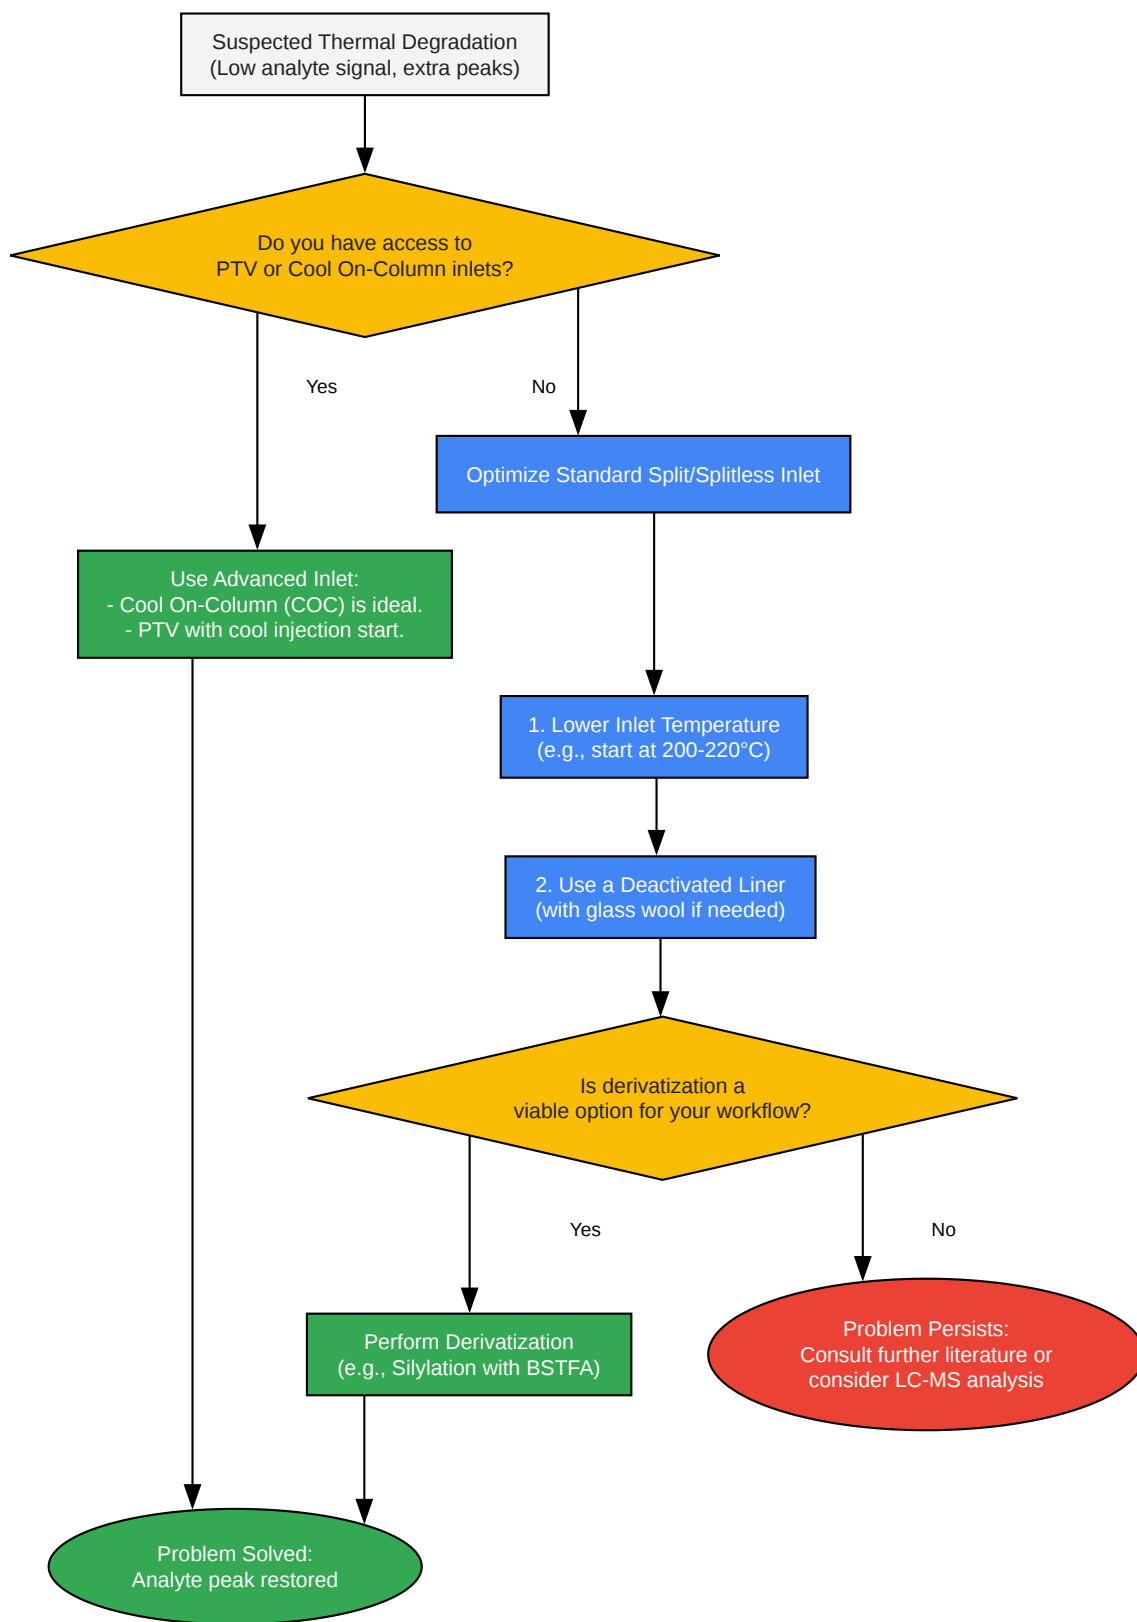 Suspected Thermal Degradation
(Low analyte signal, extra peaks)
Do you have access to
PTV or Cool On-Column inlets?
Yes
No
Optimize Standard Split/Splitless Inlet
Use Advanced Inlet:
- Cool On-Column (COC) is ideal.
- PTV with cool injection start.
1. Lower Inlet Temperature
(e.g., start at 200-220°C)
2. Use a Deactivated Liner
(with glass wool if needed)
Is derivatization a
viable option for your workflow?
Yes
No
Perform Derivatization
(e.g., Silylation with BSTFA)
Problem Persists:
Consult further literature or
consider LC-MS analysis
Problem Solved:
Analyte peak restored